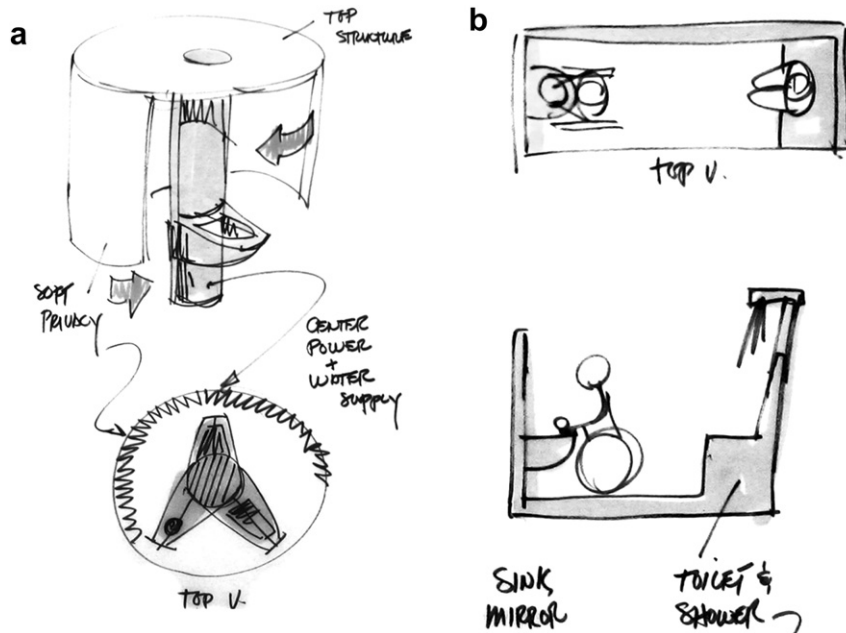 a
TOP
STRUCTURE
SOFT
PRIVACY
CENTER
POWER
+
WATER
SUPPLY
TOP V.
b
TOP V.
SINK,
MIRROR
TOILET &
SHOWER